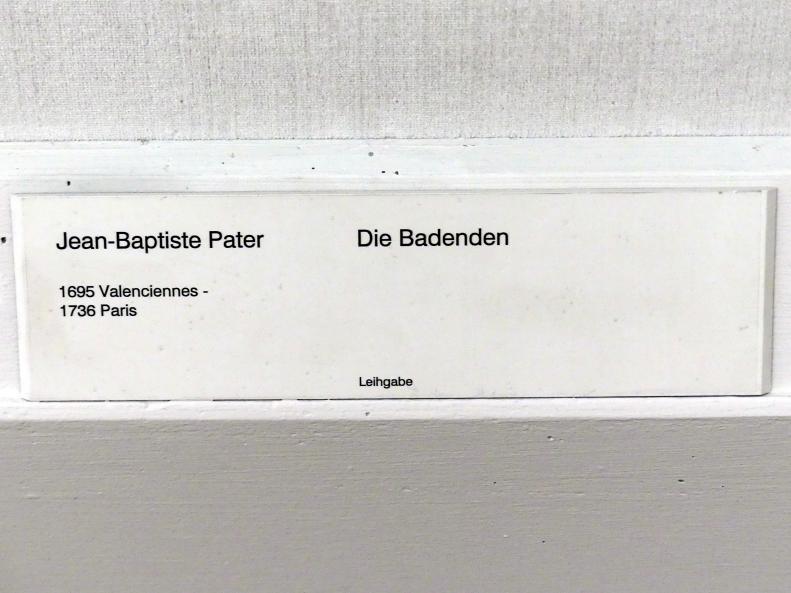 Jean-Baptiste Pater
1695 Valenciennes -
1736 Paris
Die Badenden
Leihgabe